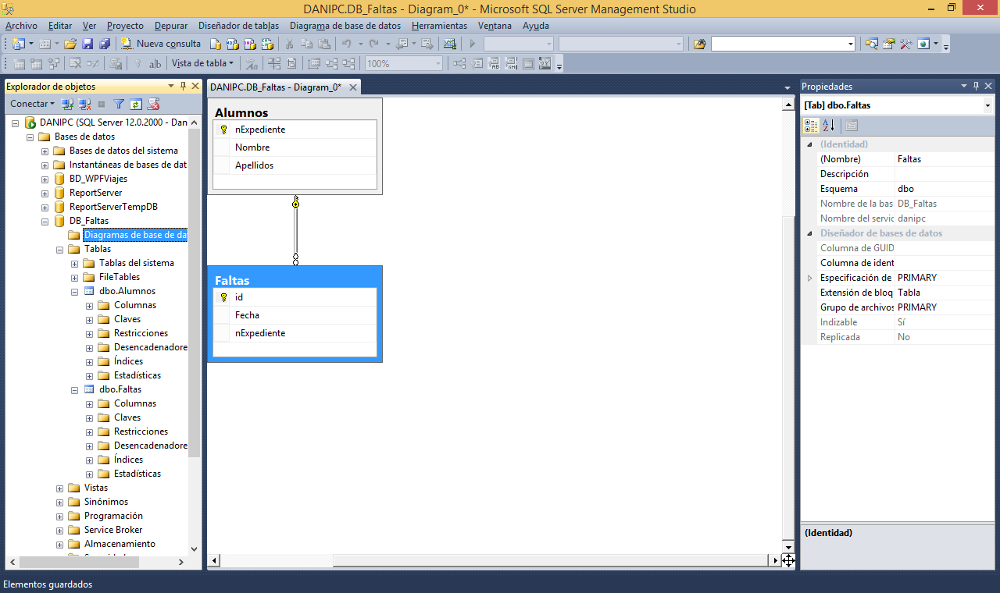 DANIPC.DB_Faltas - Diagram_0* - Microsoft SQL Server Management Studio
Archivo Editar Ver Proyecto Depurar Diseñador de tablas Diagrama de base de datos Herramientas Ventana Ayuda
Nueva consulta
Vista de tabla 100%
Explorador de objetos
Conectar
DANIPC (SQL Server 12.0.2000 - Dan
Bases de datos
Bases de datos del sistema
Instantáneas de bases de dat
BD_WPFViajes
ReportServer
ReportServerTempDB
DB_Faltas
Diagramas de base de dat
Tablas
Tablas del sistema
FileTables
dbo.Alumnos
Columnas
Claves
Restricciones
Desencadenadore
Índices
Estadísticas
dbo.Faltas
Columnas
Claves
Restricciones
Desencadenadore
Índices
Estadísticas
Vistas
Sinónimos
Programación
Service Broker
Almacenamiento
DANIPC.DB_Faltas - Diagram_0*
Alumnos
nExpediente
Nombre
Apellidos
Faltas
id
Fecha
nExpediente
Propiedades
[Tab] dbo.Faltas
(Identidad)
(Nombre) Faltas
Descripción
Esquema dbo
Nombre de la bas DB_Faltas
Nombre del servic danipc
Diseñador de bases de datos
Columna de GUID
Columna de ident
Especificación de PRIMARY
Extensión de bloq Tabla
Grupo de archivos PRIMARY
Indizable Sí
Replicada No
(Identidad)
Elementos guardados